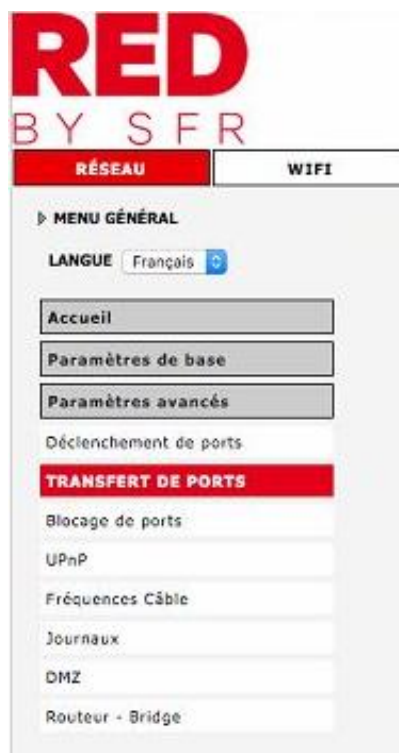 RED
BY SFR
RÉSEAU WIFI
MENU GÉNÉRAL
LANGUE Français
Accueil
Paramètres de base
Paramètres avancés
Déclenchement de ports
TRANSFERT DE PORTS
Blocage de ports
UPnP
Fréquences Câble
Journaux
DMZ
Routeur - Bridge